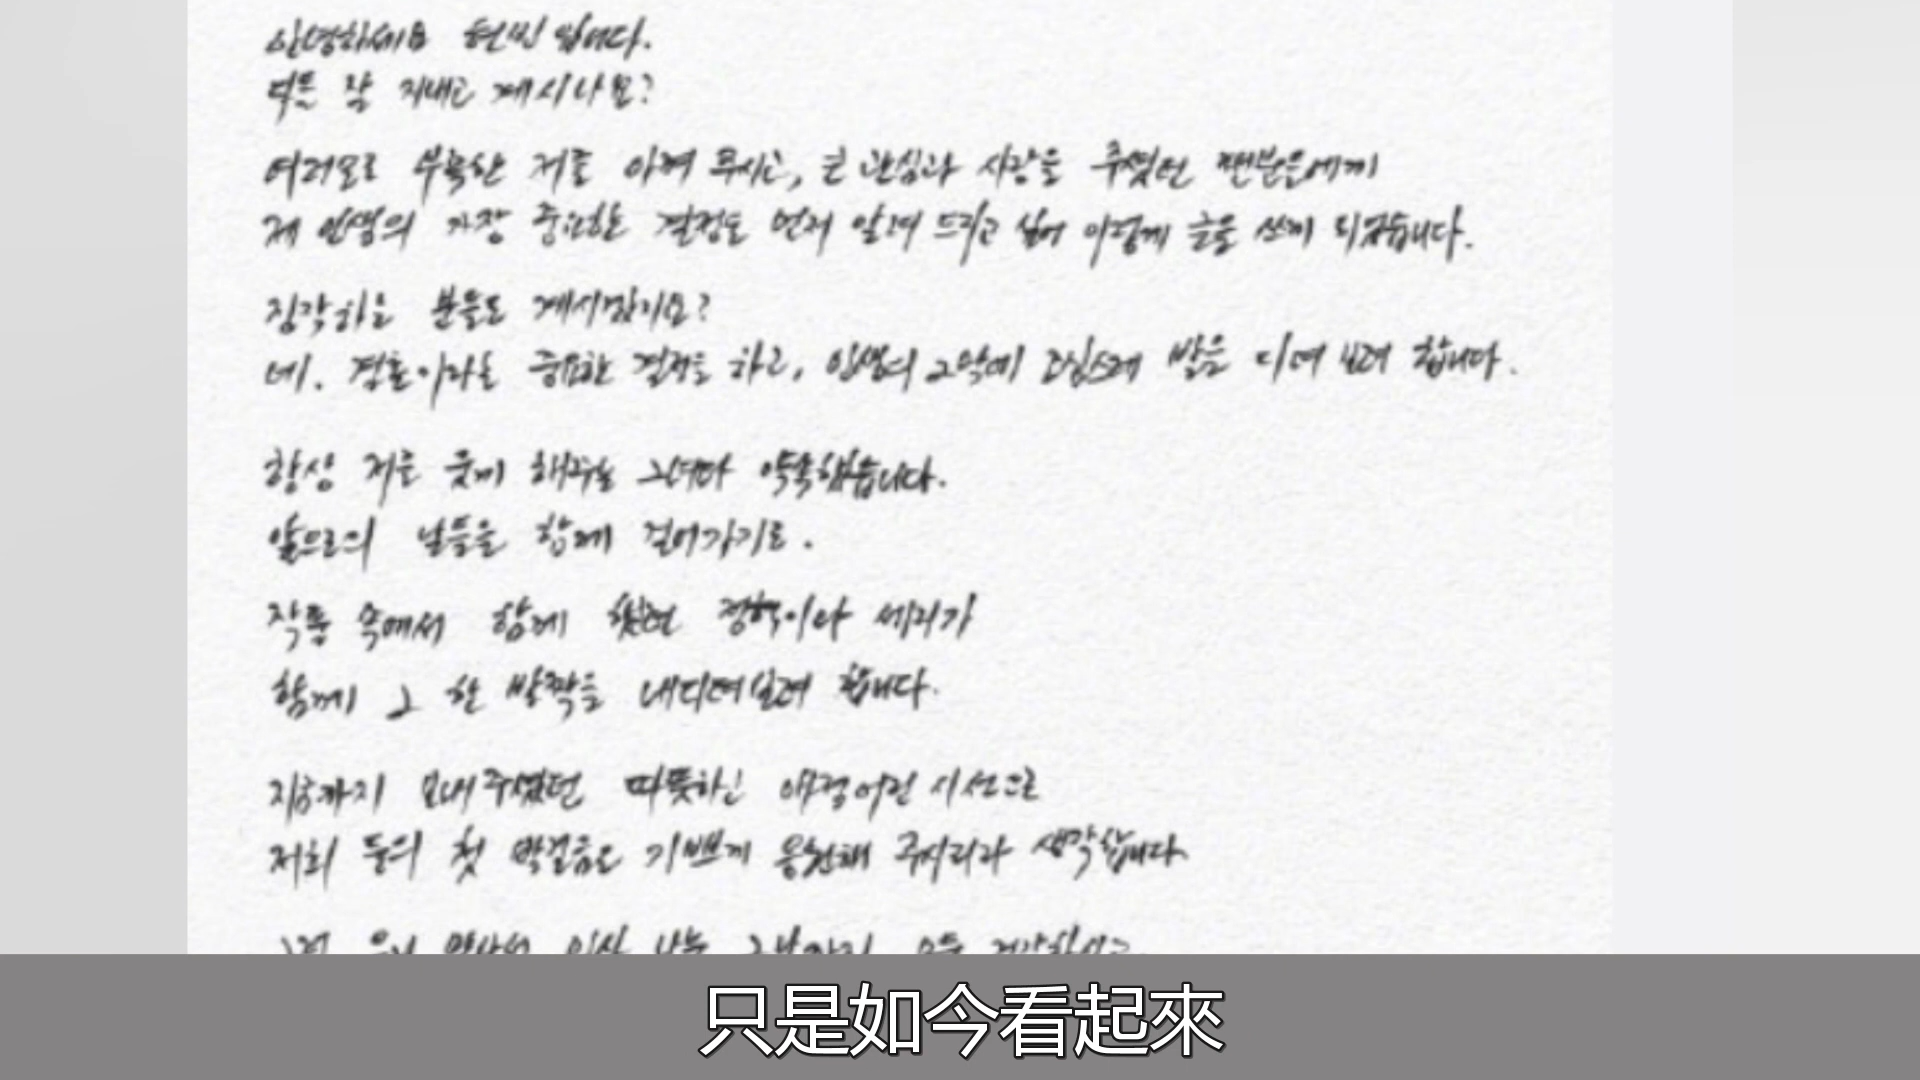 안녕하세요 현빈입니다.
다들 잘 지내고 계시나요?
여러모로 부족한 저를 아껴 주시고, 큰 관심과 사랑을 주셨던 팬분들에게
제 인생의 가장 중요한 결정을 먼저 알려 드리고 싶어 이렇게 글을 쓰게 되었습니다.
짐작하는 분들도 계시겠지요?
네. 결혼이라는 중요한 결정을 하고, 인생의 2막에 조심스레 발을 디뎌 보려 합니다.
항상 저를 웃게 해주는 그녀와 약속했습니다.
앞으로의 날들을 함께 걸어가기로.
작품 속에서 함께 했던 정혁이와 세리가
함께 그 한 발짝을 내디뎌보려 합니다.
지금까지 보내주셨던 따뜻하신 애정어린 시선으로
저희 둘의 첫 발걸음도 기쁘게 응원해 주시리라 생각합니다.
只是如今看起來